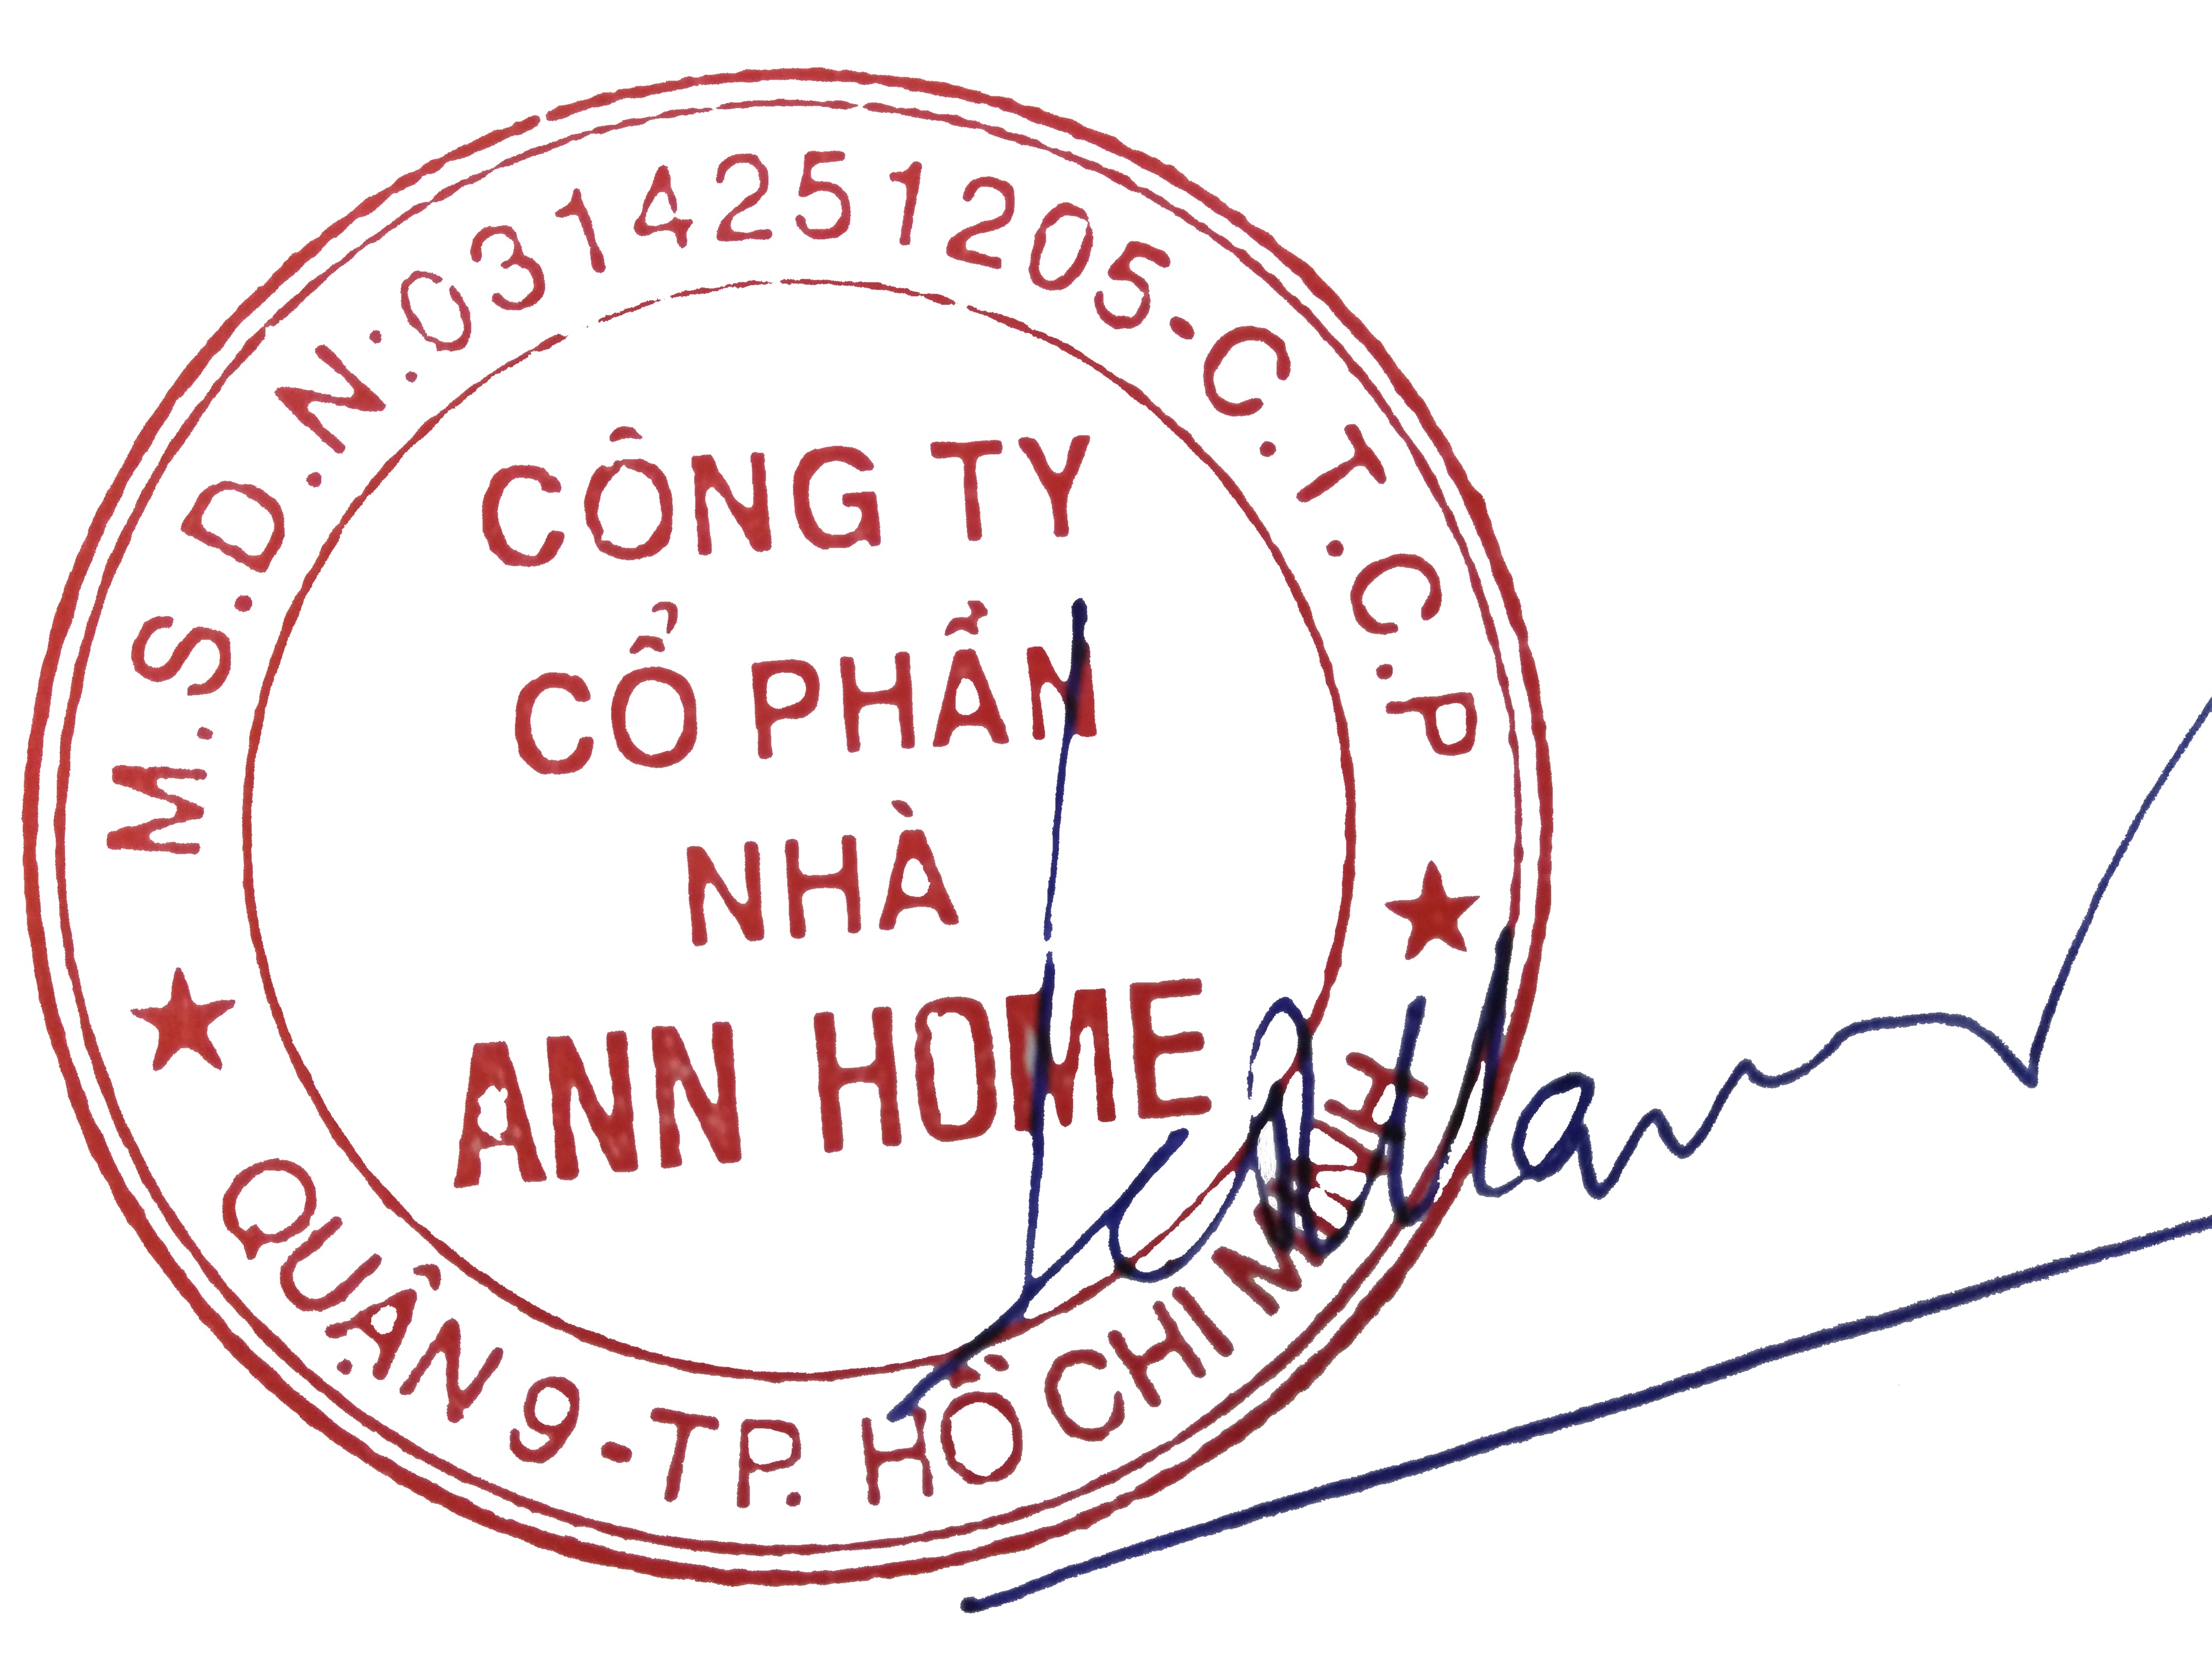 M.S.D.N:0314251205-C.T.C.P
CÔNG TY
CỔ PHẦN
NHÀ
ANN HOME
QUẬN 9-TP. HỒ CHÍ MINH